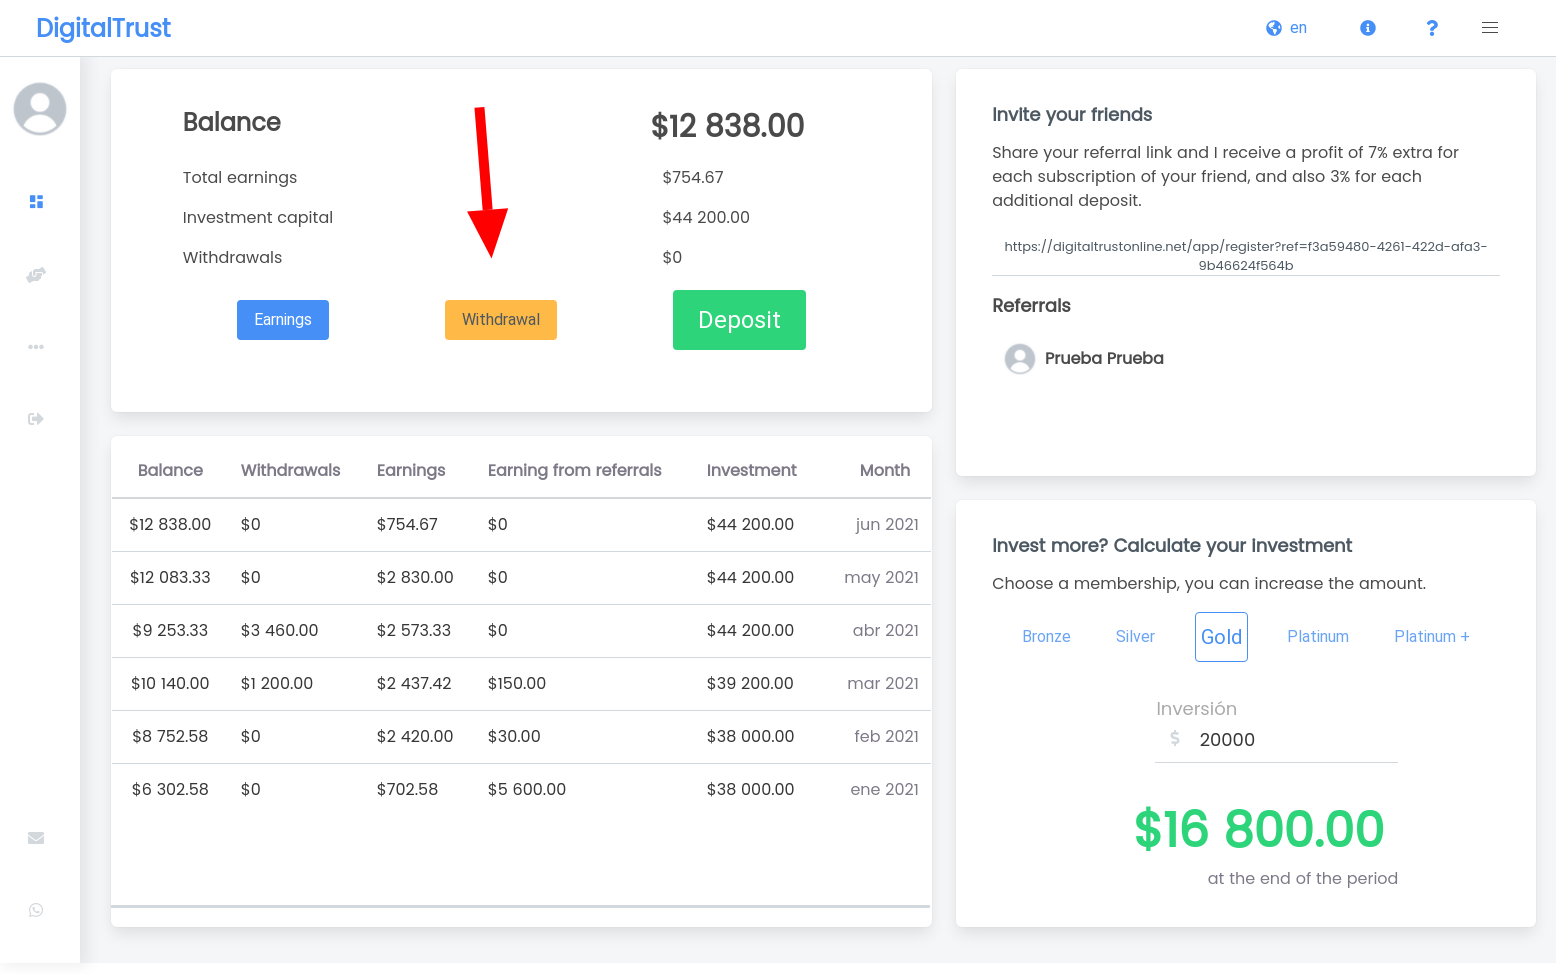 DigitalTrust
en
Balance
$12 838.00
Total earnings
$754.67
Investment capital
$44 200.00
Withdrawals
$0
Earnings
Withdrawal
Deposit
Balance Withdrawals Earnings Earning from referrals Investment Month
$12 838.00 $0 $754.67 $0 $44 200.00 jun 2021
$12 083.33 $0 $2 830.00 $0 $44 200.00 may 2021
$9 253.33 $3 460.00 $2 573.33 $0 $44 200.00 abr 2021
$10 140.00 $1 200.00 $2 437.42 $150.00 $39 200.00 mar 2021
$8 752.58 $0 $2 420.00 $30.00 $38 000.00 feb 2021
$6 302.58 $0 $702.58 $5 600.00 $38 000.00 ene 2021
Invite your friends
Share your referral link and I receive a profit of 7% extra for
each subscription of your friend, and also 3% for each
additional deposit.
https://digitaltrustonline.net/app/register?ref=f3a59480-4261-422d-afa3-
9b46624f564b
Referrals
Prueba Prueba
Invest more? Calculate your investment
Choose a membership, you can increase the amount.
Bronze Silver Gold Platinum Platinum +
Inversión
$ 20000
$16 800.00
at the end of the period